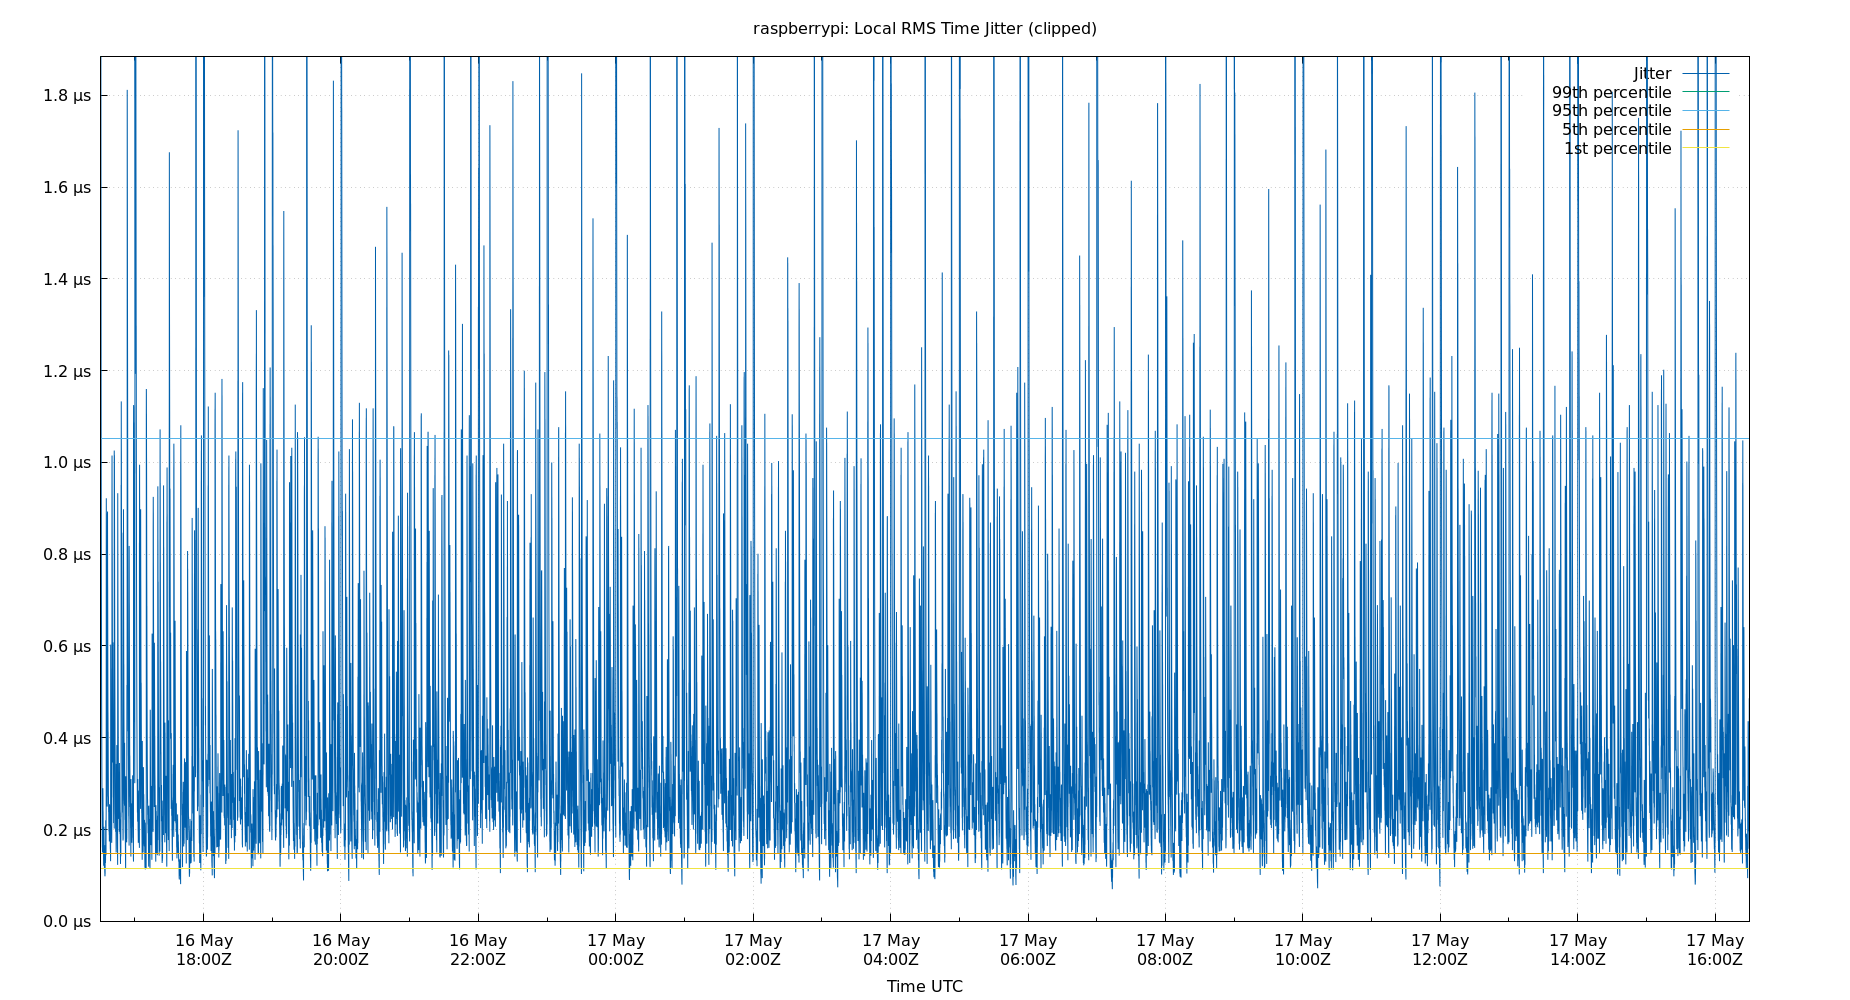 raspberrypi: Local RMS Time Jitter (clipped)
Jitter
99th percentile
95th percentile
5th percentile
1st percentile
1.8 μs
1.6 μs
1.4 μs
1.2 μs
1.0 μs
0.8 μs
0.6 μs
0.4 μs
0.2 μs
0.0 μs
16 May 16 May 16 May 17 May 17 May 17 May 17 May 17 May 17 May 17 May 17 May 17 May
18:00Z 20:00Z 22:00Z 00:00Z 02:00Z 04:00Z 06:00Z 08:00Z 10:00Z 12:00Z 14:00Z 16:00Z
Time UTC